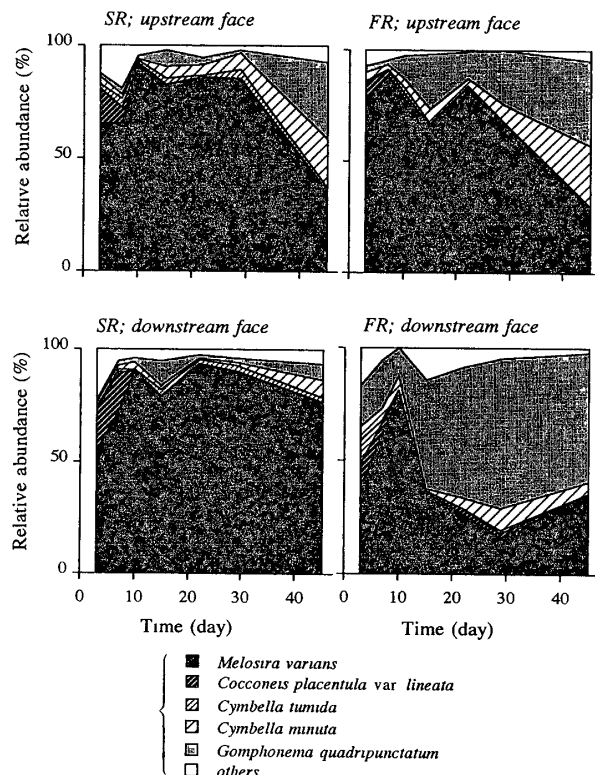 SR; upstream face
FR; upstream face
Relative abundance (%)
100
50
0
SR; downstream face
FR; downstream face
Relative abundance (%)
100
50
0
0 10 20 30 40
0 10 20 30 40
Time (day)
Time (day)
Melosira varians
Cocconeis placentula var lineata
Cymbella tumida
Cymbella minuta
Gomphonema quadripunctatum
others